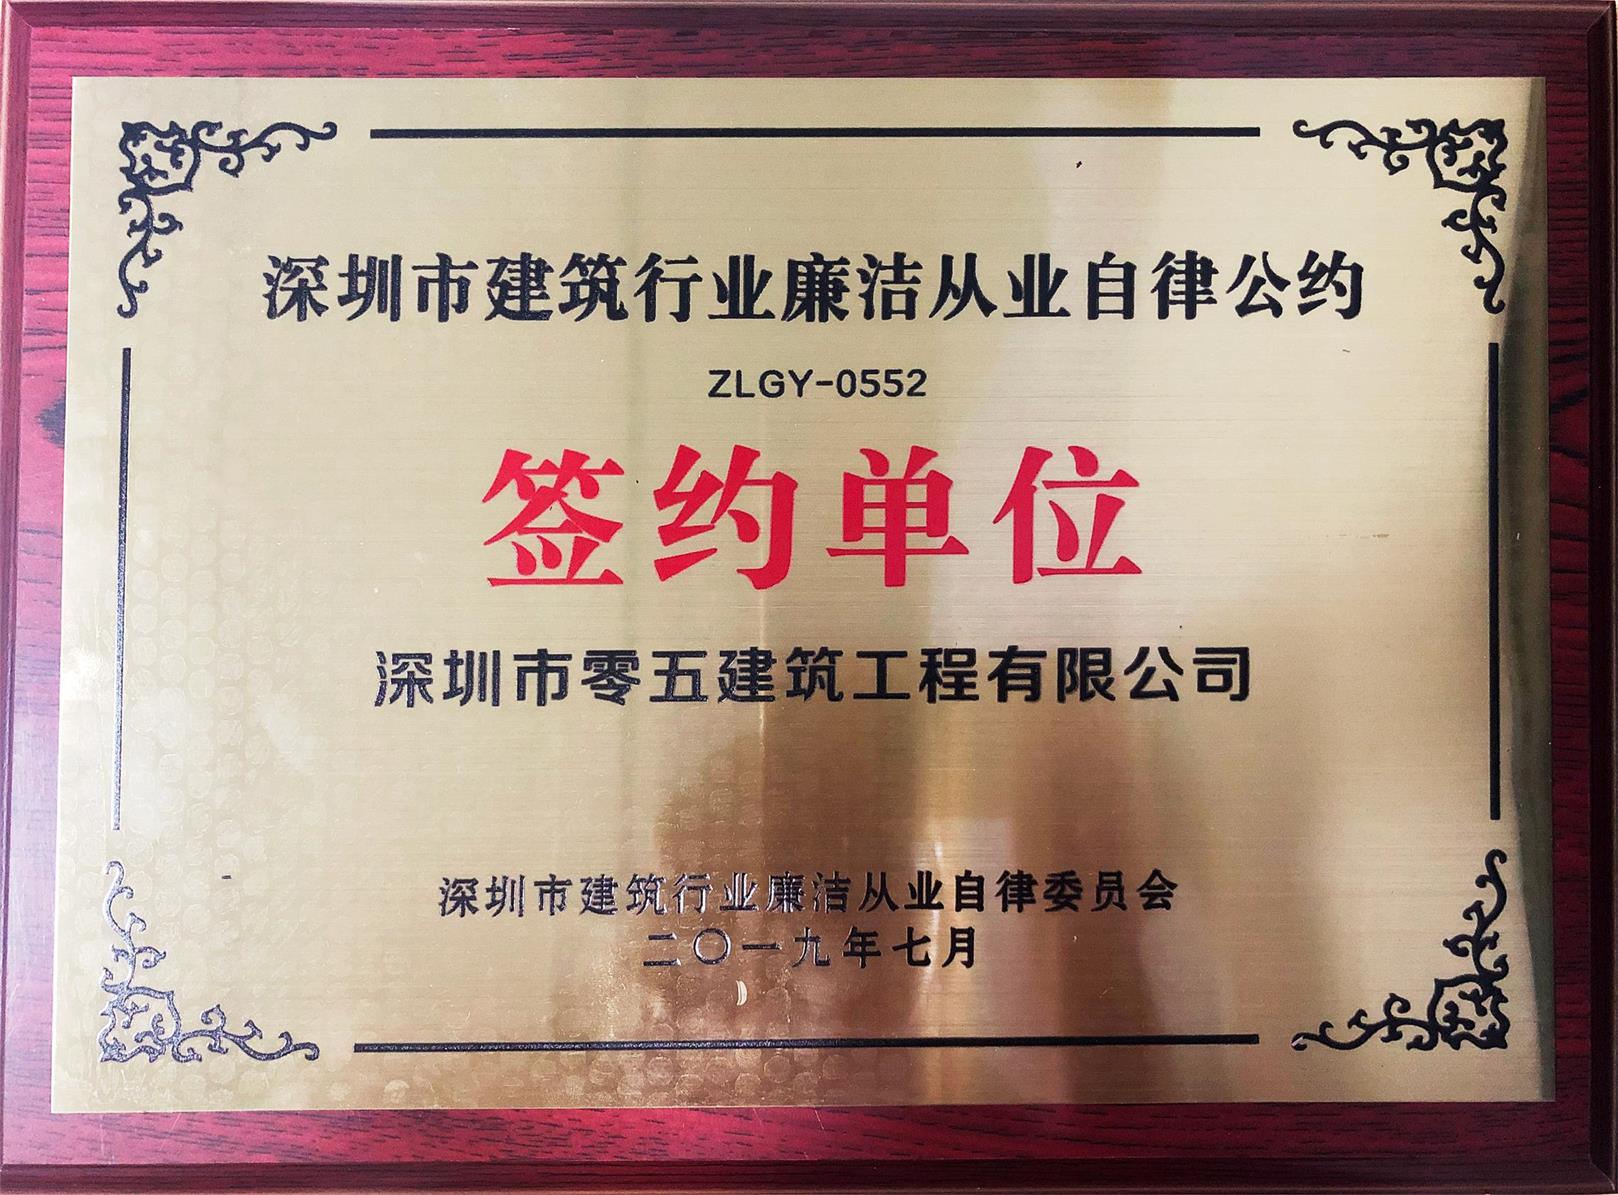 深圳市建筑行业廉洁从业自律公约
ZLGY-0552
签约单位
深圳市零五建筑工程有限公司
深圳市建筑行业廉洁从业自律委员会
二〇一九年七月